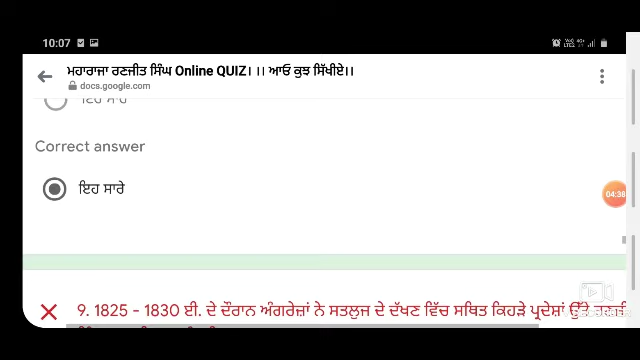 10:07
ਮਹਾਰਾਜਾ ਰਣਜੀਤ ਸਿੰਘ Online QUIZ। ।। ਆਓ ਕੁਝ ਸਿੱਖੀਏ।।
docs.google.com
ਇਹ ਸਾਰੇ
Correct answer
ਇਹ ਸਾਰੇ
04:38
9. 1825 - 1830 ਈ. ਦੇ ਦੌਰਾਨ ਅੰਗਰੇਜ਼ਾਂ ਨੇ ਸਤਲੁਜ ਦੇ ਦੱਖਣ ਵਿੱਚ ਸਥਿਤ ਕਿਹੜੇ ਪ੍ਰਦੇਸ਼ਾਂ ਉੱਤੇ